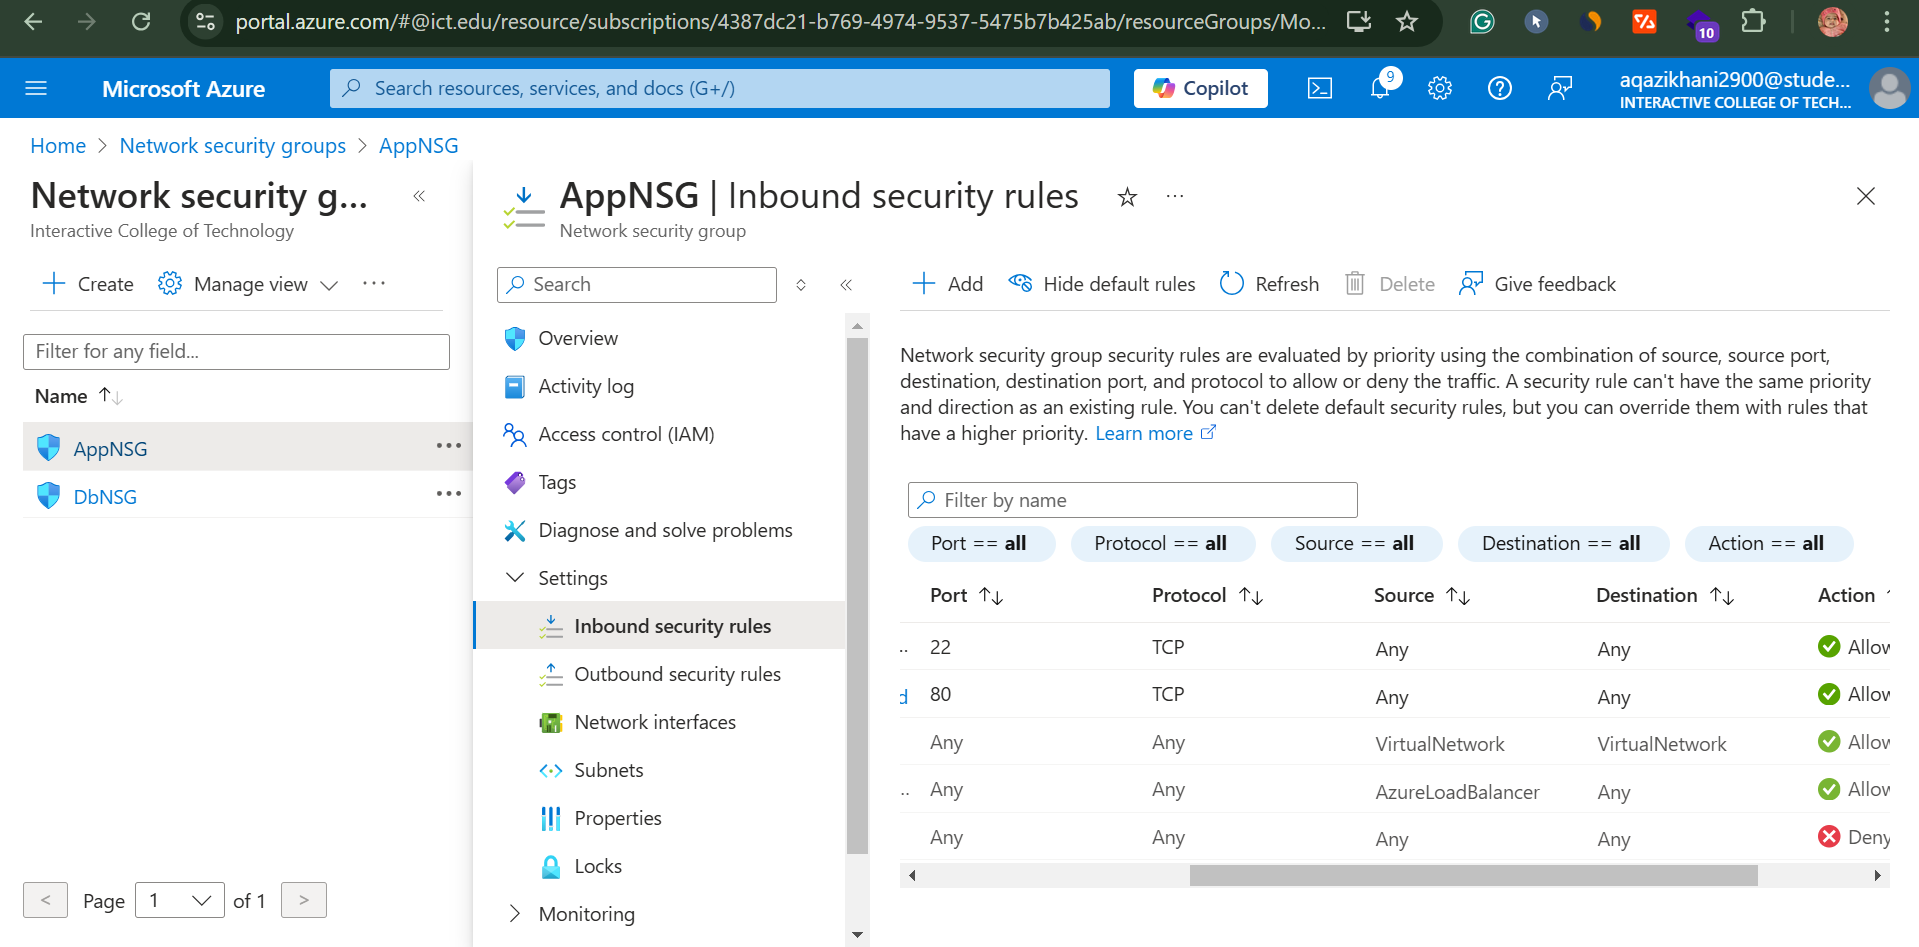 portal.azure.com/#@ict.edu/resource/subscriptions/4387dc21-b769-4974-9537-5475b7b425ab/resourceGroups/Mo...
10
Microsoft Azure
Search resources, services, and docs (G+/)
Copilot
9
aqazikhani2900@stude...
INTERACTIVE COLLEGE OF TECH...
Home > Network security groups > AppNSG
Network security g...
«
Interactive College of Technology
Create
Manage view
...
Filter for any field...
Name
AppNSG
...
DbNSG
...
< Page 1 of 1 >
AppNSG | Inbound security rules
...
Network security group
Search
«
Overview
Activity log
Access control (IAM)
Tags
Diagnose and solve problems
Settings
Inbound security rules
Outbound security rules
Network interfaces
Subnets
Properties
Locks
Monitoring
Add
Hide default rules
Refresh
Delete
Give feedback
Network security group security rules are evaluated by priority using the combination of source, source port,
destination, destination port, and protocol to allow or deny the traffic. A security rule can't have the same priority
and direction as an existing rule. You can't delete default security rules, but you can override them with rules that
have a higher priority. Learn more
Filter by name
Port == all
Protocol == all
Source == all
Destination == all
Action == all
Port Protocol Source Destination Action
.. 22 TCP Any Any Allow
d 80 TCP Any Any Allow
Any Any VirtualNetwork VirtualNetwork Allow
.. Any Any AzureLoadBalancer Any Allow
Any Any Any Any Deny